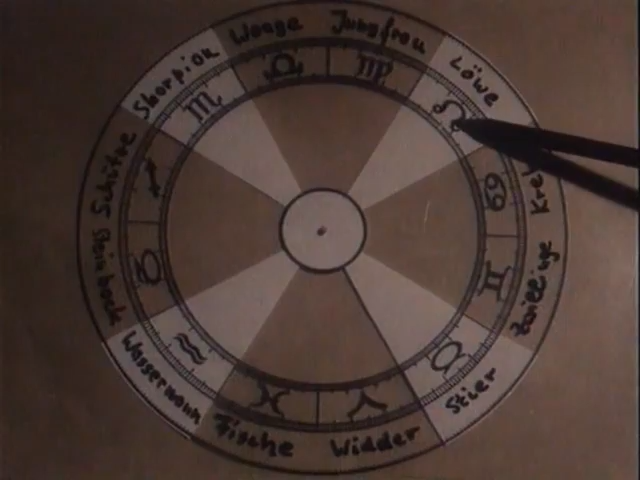 Skorpion
Waage
Jungfrau
Löwe
Kre
Zwillinge
Stier
Widder
Fische
Wassermann
Steinbock
Schütze